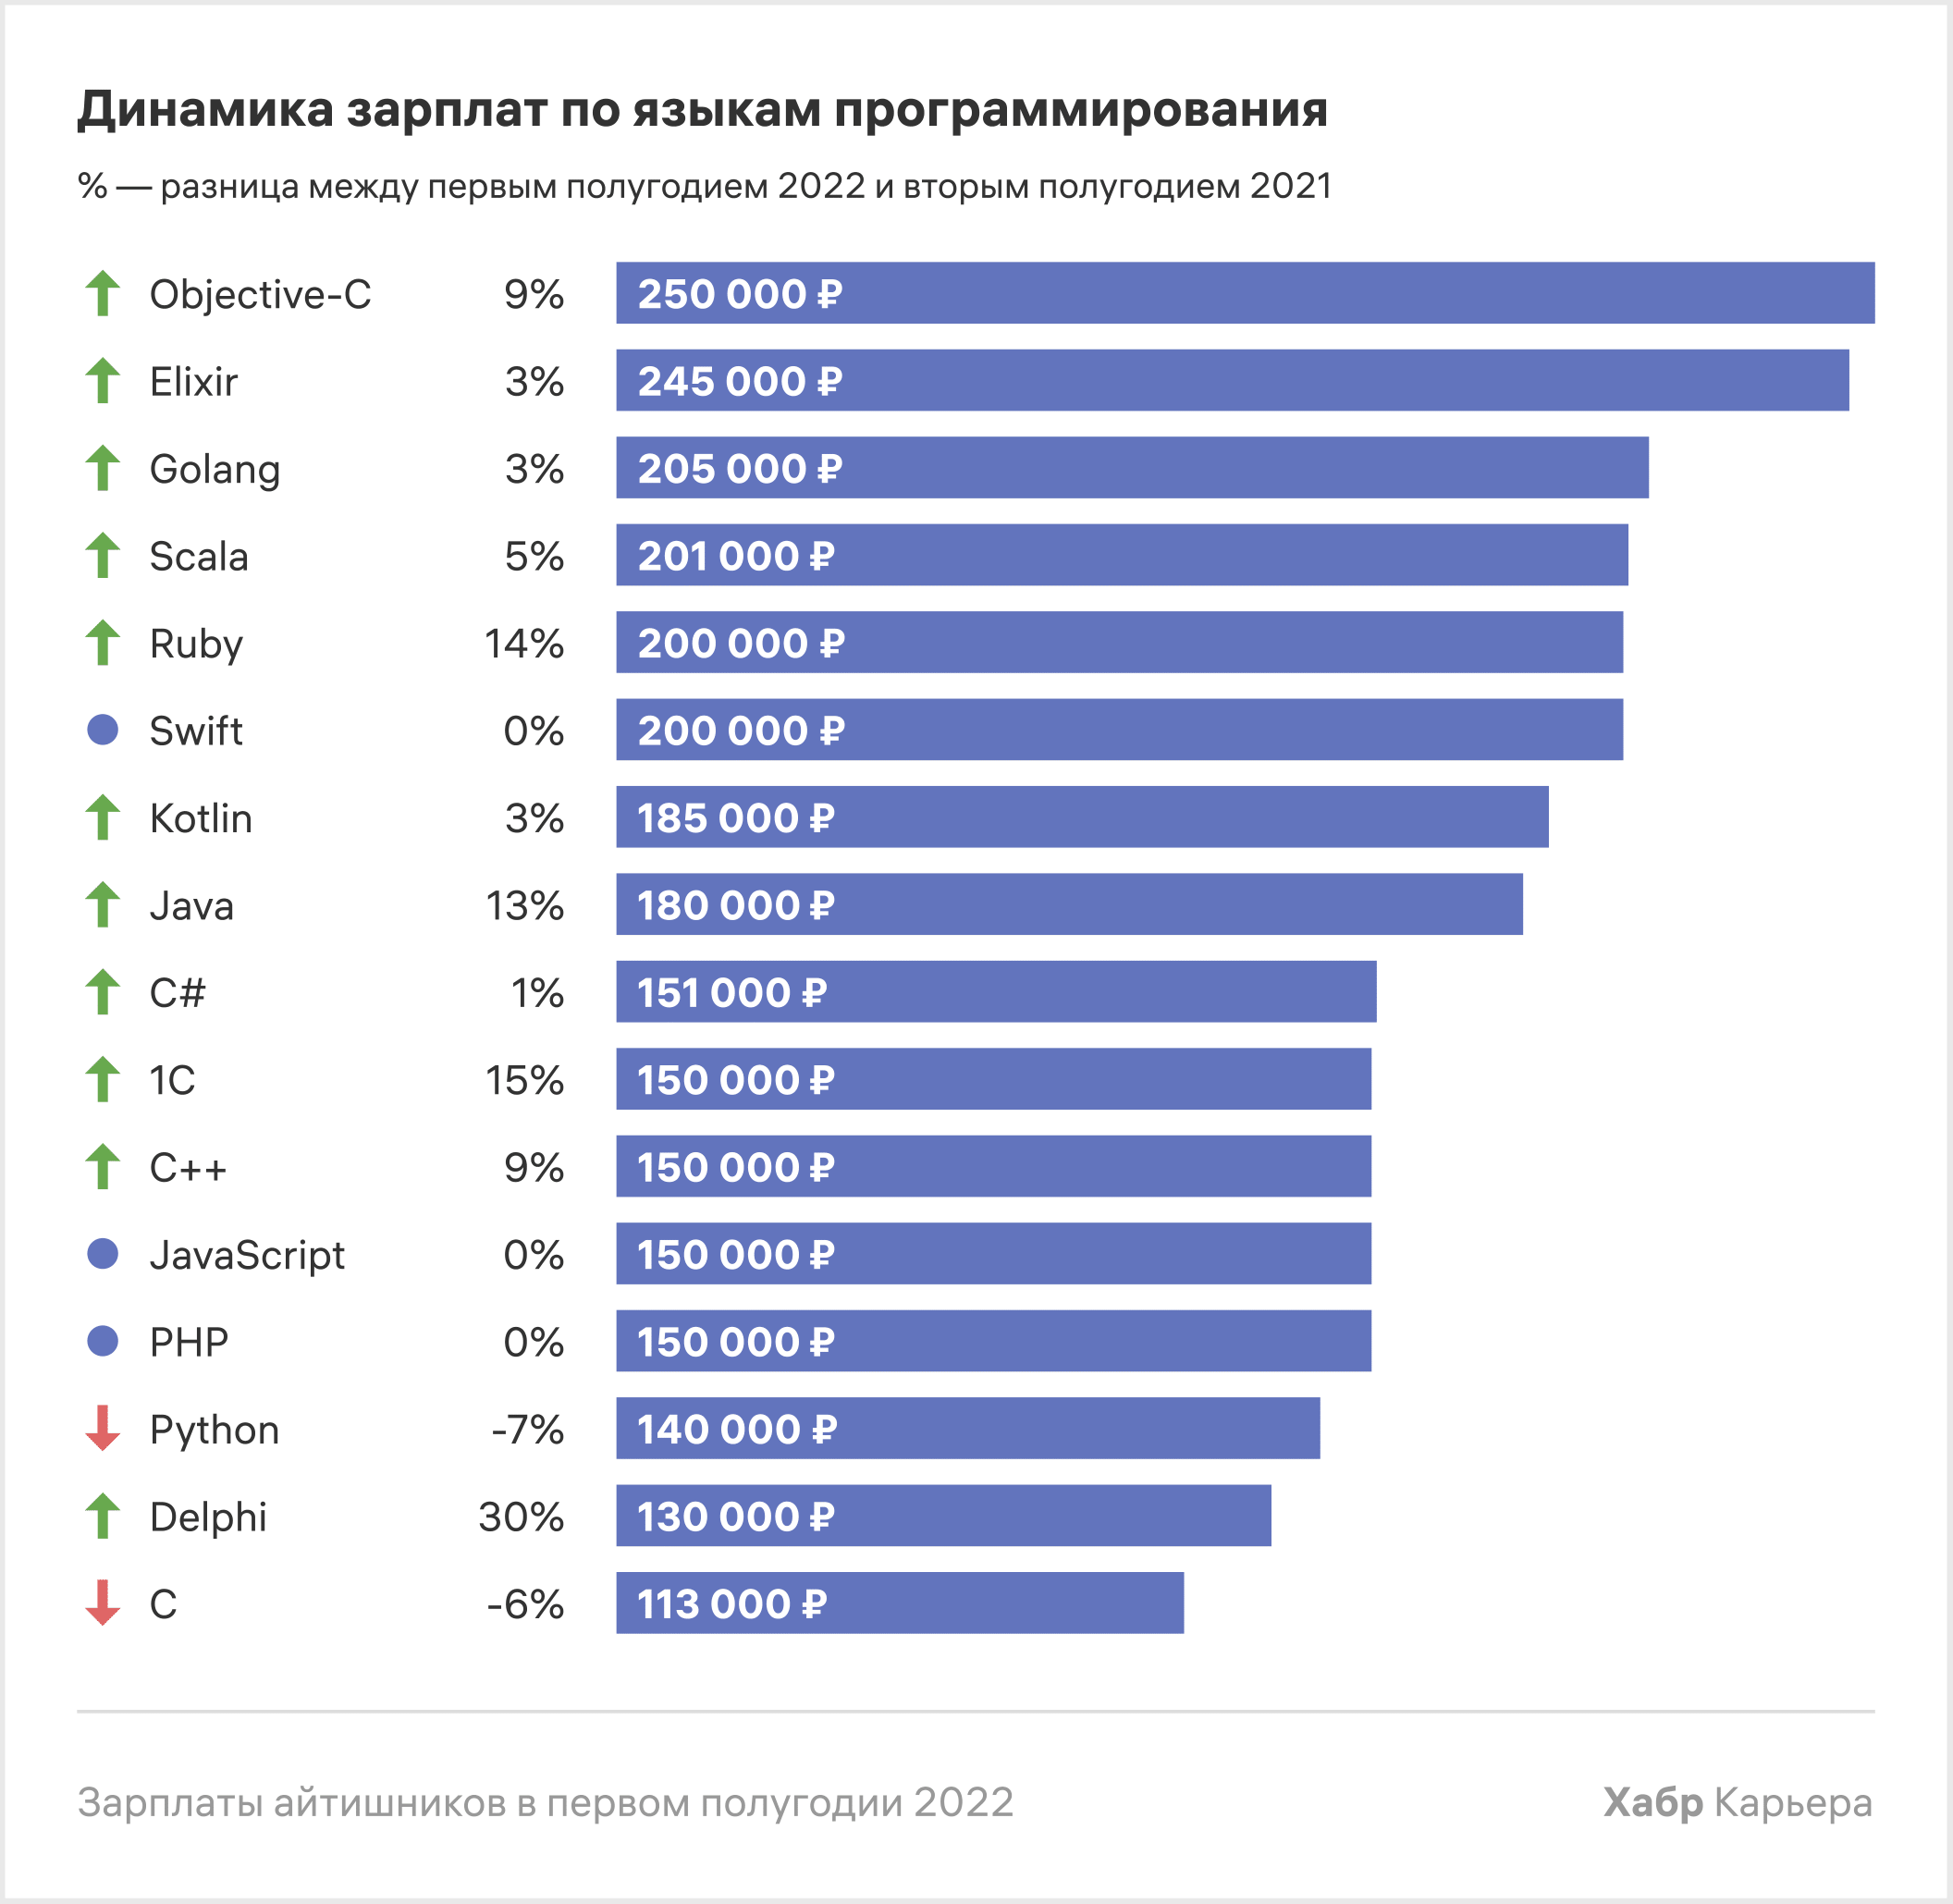 Динамика зарплат по языкам программирования
% — разница между первым полгодием 2022 и вторым полугодием 2021
Objective-C 9% 250 000 ₽
Elixir 3% 245 000 ₽
Golang 3% 205 000 ₽
Scala 5% 201 000 ₽
Ruby 14% 200 000 ₽
Swift 0% 200 000 ₽
Kotlin 3% 185 000 ₽
Java 13% 180 000 ₽
C# 1% 151 000 ₽
1C 15% 150 000 ₽
C++ 9% 150 000 ₽
JavaScript 0% 150 000 ₽
PHP 0% 150 000 ₽
Python -7% 140 000 ₽
Delphi 30% 130 000 ₽
C -6% 113 000 ₽
Зарплаты айтишников в первом полугодии 2022
Хабр Карьера